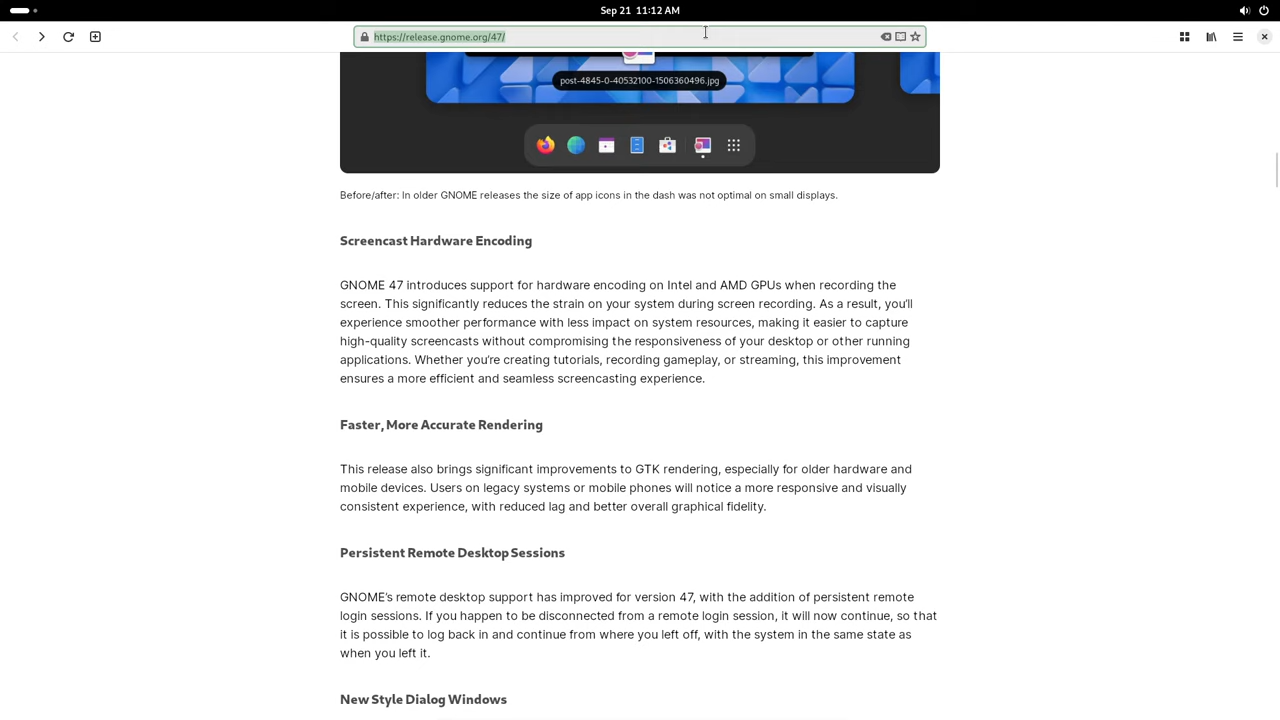 Sep 21 11:12 AM
https://release.gnome.org/47/
post-4845-0-40532100-1506360496.jpg
Before/after: In older GNOME releases the size of app icons in the dash was not optimal on small displays.
Screencast Hardware Encoding
GNOME 47 introduces support for hardware encoding on Intel and AMD GPUs when recording the
screen. This significantly reduces the strain on your system during screen recording. As a result, you’ll
experience smoother performance with less impact on system resources, making it easier to capture
high-quality screencasts without compromising the responsiveness of your desktop or other running
applications. Whether you’re creating tutorials, recording gameplay, or streaming, this improvement
ensures a more efficient and seamless screencasting experience.
Faster, More Accurate Rendering
This release also brings significant improvements to GTK rendering, especially for older hardware and
mobile devices. Users on legacy systems or mobile phones will notice a more responsive and visually
consistent experience, with reduced lag and better overall graphical fidelity.
Persistent Remote Desktop Sessions
GNOME’s remote desktop support has improved for version 47, with the addition of persistent remote
login sessions. If you happen to be disconnected from a remote login session, it will now continue, so that
it is possible to log back in and continue from where you left off, with the system in the same state as
when you left it.
New Style Dialog Windows